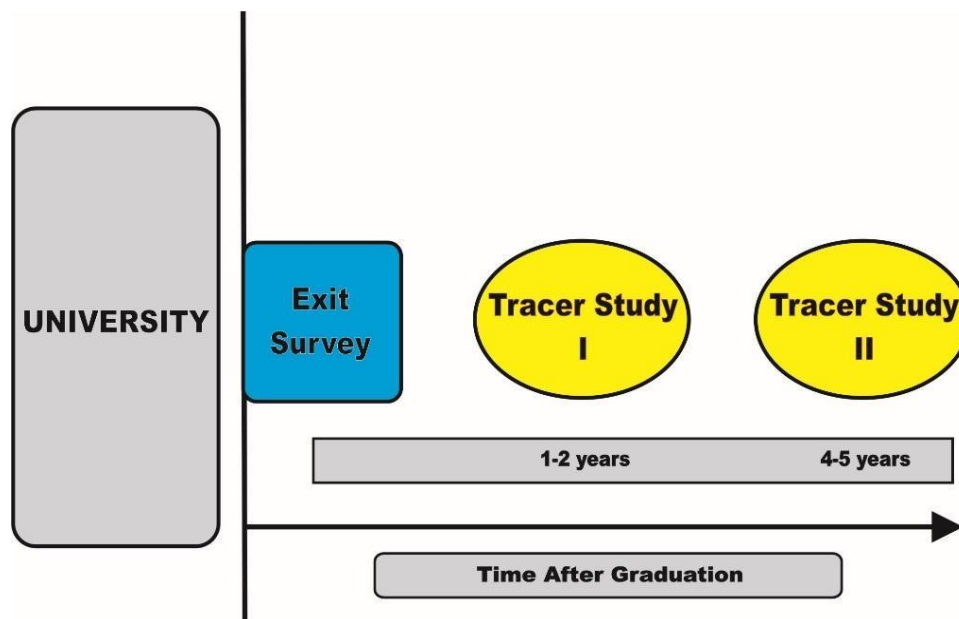 UNIVERSITY
Exit
Survey
Tracer Study
I
Tracer Study
II
1-2 years
4-5 years
Time After Graduation